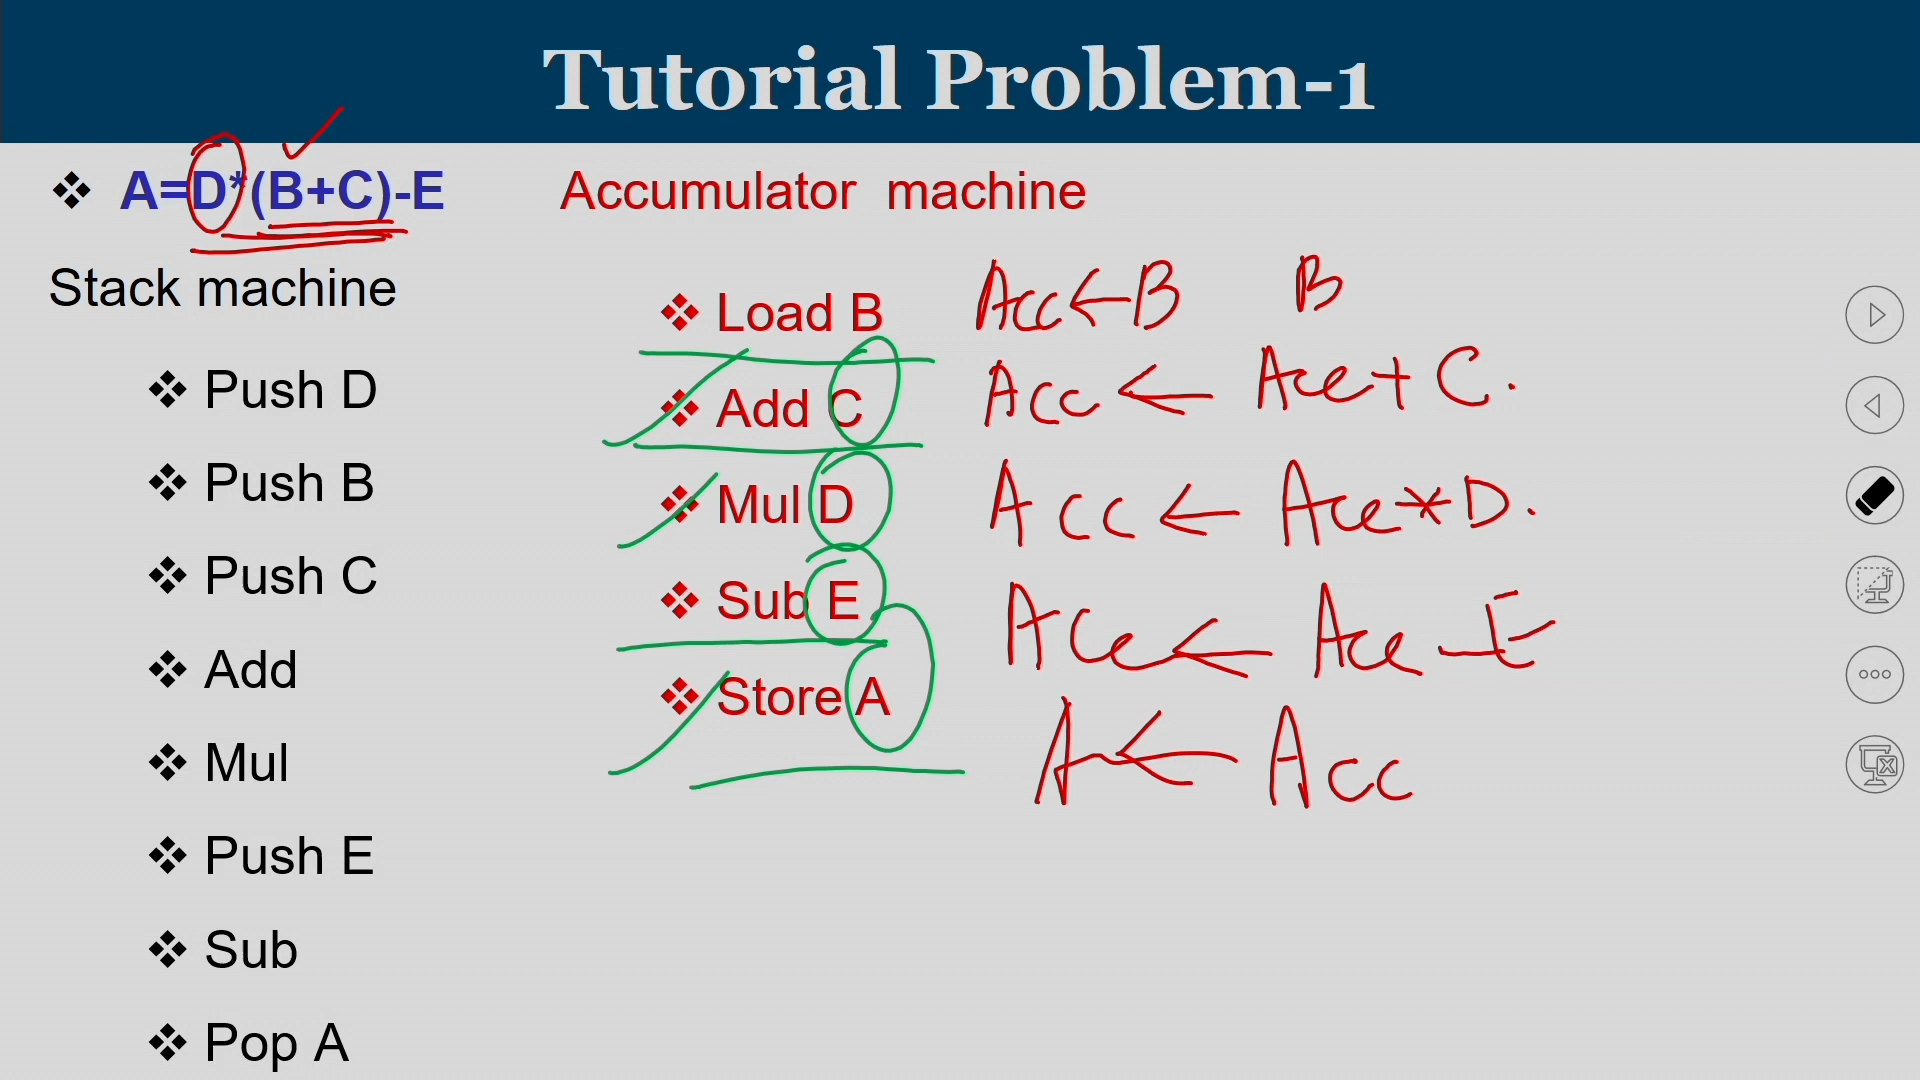 Tutorial Problem-1
A=D*(B+C)-E
Accumulator machine
Stack machine
Push D
Push B
Push C
Add
Mul
Push E
Sub
Pop A
Load B
Add C
Mul D
Sub E
Store A
Acc ← B B
Acc ← Acc + C.
Acc ← Acc * D.
Acc ← Acc - E
A ← Acc